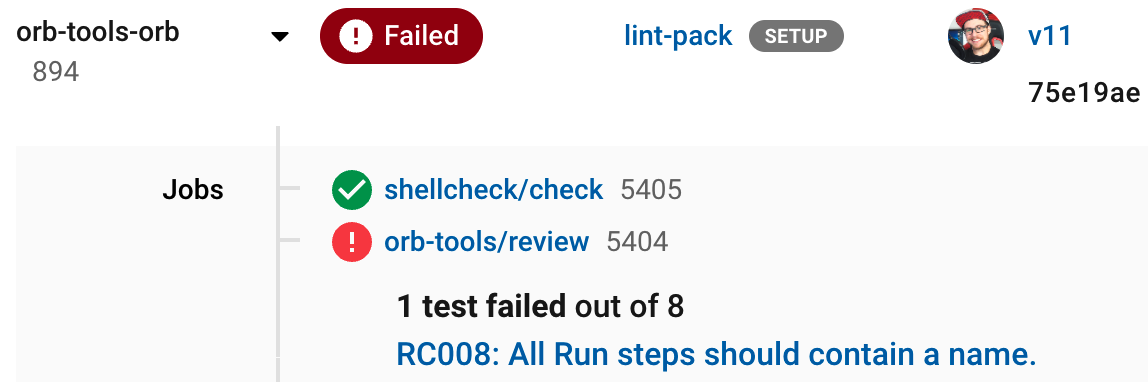 orb-tools-orb
894
Failed
lint-pack SETUP
v11
75e19ae
Jobs
shellcheck/check 5405
orb-tools/review 5404
1 test failed out of 8
RC008: All Run steps should contain a name.